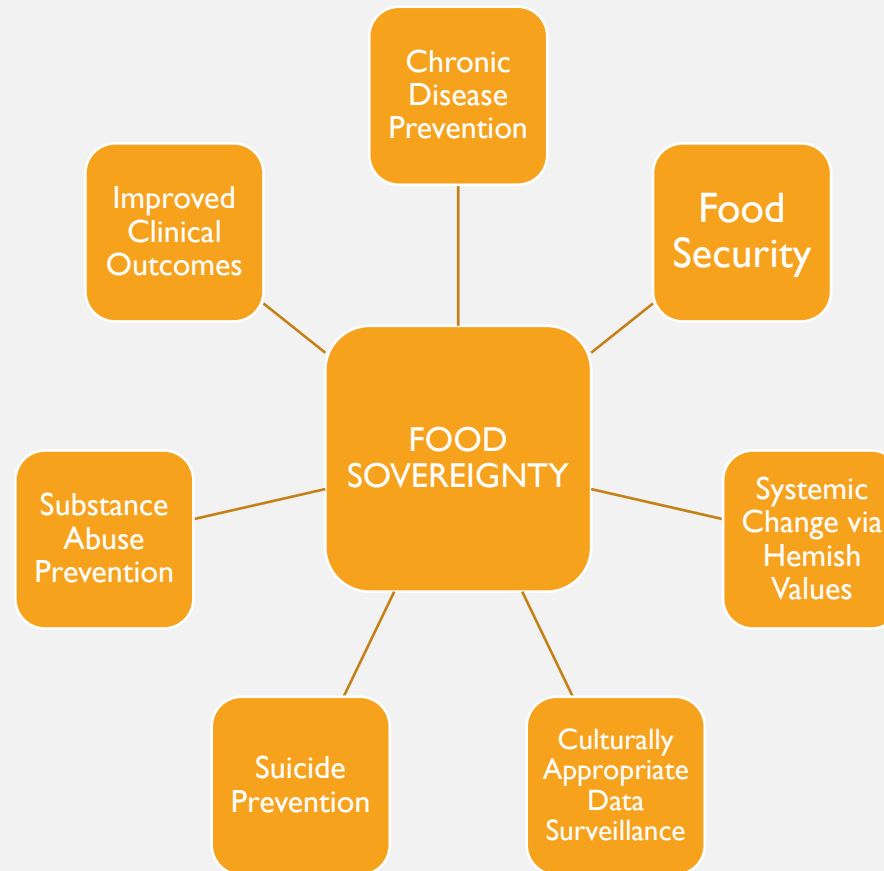 Chronic
Disease
Prevention
Food
Security
Systemic
Change via
Hemish
Values
Culturally
Appropriate
Data
Surveillance
Suicide
Prevention
Substance
Abuse
Prevention
Improved
Clinical
Outcomes
FOOD
SOVEREIGNTY